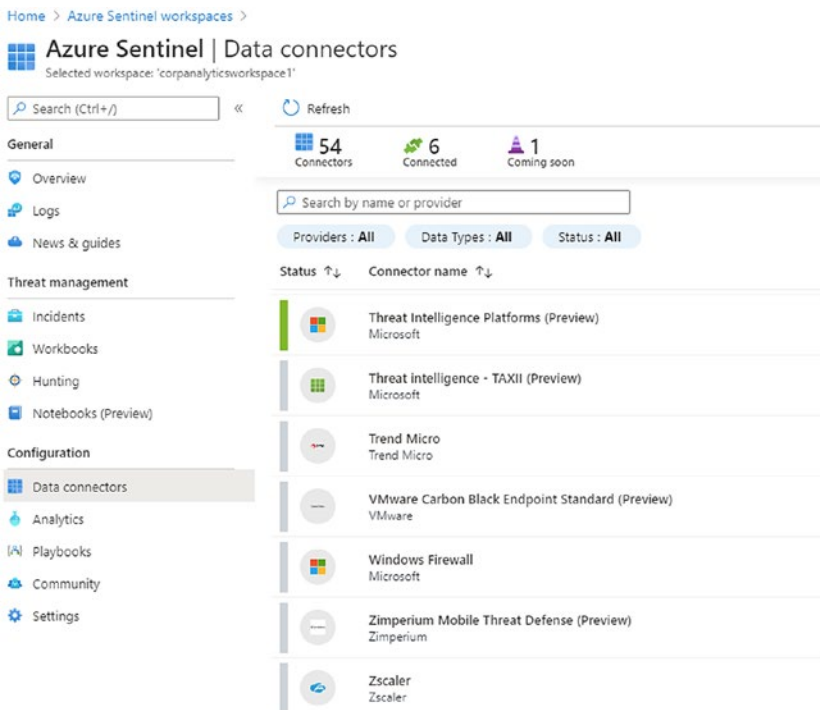 Home > Azure Sentinel workspaces >
Azure Sentinel | Data connectors
Selected workspace: 'corpanalyticsworkspace1'
Search (Ctrl+/)
«
General
Overview
Logs
News & guides
Threat management
Incidents
Workbooks
Hunting
Notebooks (Preview)
Configuration
Data connectors
Analytics
Playbooks
Community
Settings
Refresh
54 6 1
Connectors Connected Coming soon
Search by name or provider
Providers : All Data Types : All Status : All
Status ↑↓ Connector name ↑↓
Threat Intelligence Platforms (Preview)
Microsoft
Threat intelligence - TAXII (Preview)
Microsoft
Trend Micro
Trend Micro
VMware Carbon Black Endpoint Standard (Preview)
VMware
Windows Firewall
Microsoft
Zimperium Mobile Threat Defense (Preview)
Zimperium
Zscaler
Zscaler